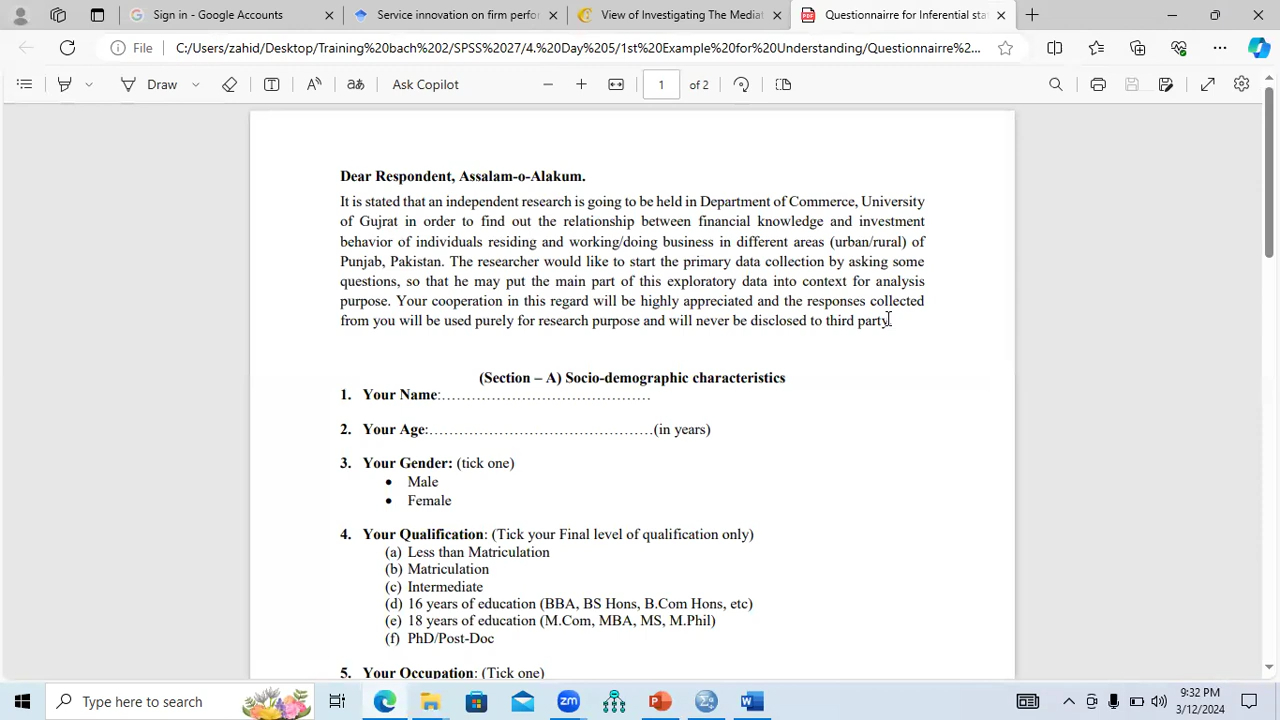 Sign in - Google Accounts
Service innovation on firm perfo
View of Investigating The Mediat
Questionnaire for Inferential sta
File
C:/Users/zahid/Desktop/Training%20bach%202/SPSS%2027/4.%20Day%205/1st%20Example%20for%20Understanding/Questionnairre%2...
Draw
Ask Copilot
1
of 2
Dear Respondent, Assalam-o-Alakum.
It is stated that an independent research is going to be held in Department of Commerce, University
of Gujrat in order to find out the relationship between financial knowledge and investment
behavior of individuals residing and working/doing business in different areas (urban/rural) of
Punjab, Pakistan. The researcher would like to start the primary data collection by asking some
questions, so that he may put the main part of this exploratory data into context for analysis
purpose. Your cooperation in this regard will be highly appreciated and the responses collected
from you will be used purely for research purpose and will never be disclosed to third party.
(Section – A) Socio-demographic characteristics
1. Your Name:……………………………………
2. Your Age:………………………………………(in years)
3. Your Gender: (tick one)
• Male
• Female
4. Your Qualification: (Tick your Final level of qualification only)
(a) Less than Matriculation
(b) Matriculation
(c) Intermediate
(d) 16 years of education (BBA, BS Hons, B.Com Hons, etc)
(e) 18 years of education (M.Com, MBA, MS, M.Phil)
(f) PhD/Post-Doc
5. Your Occupation: (Tick one)
Type here to search
9:32 PM
3/12/2024